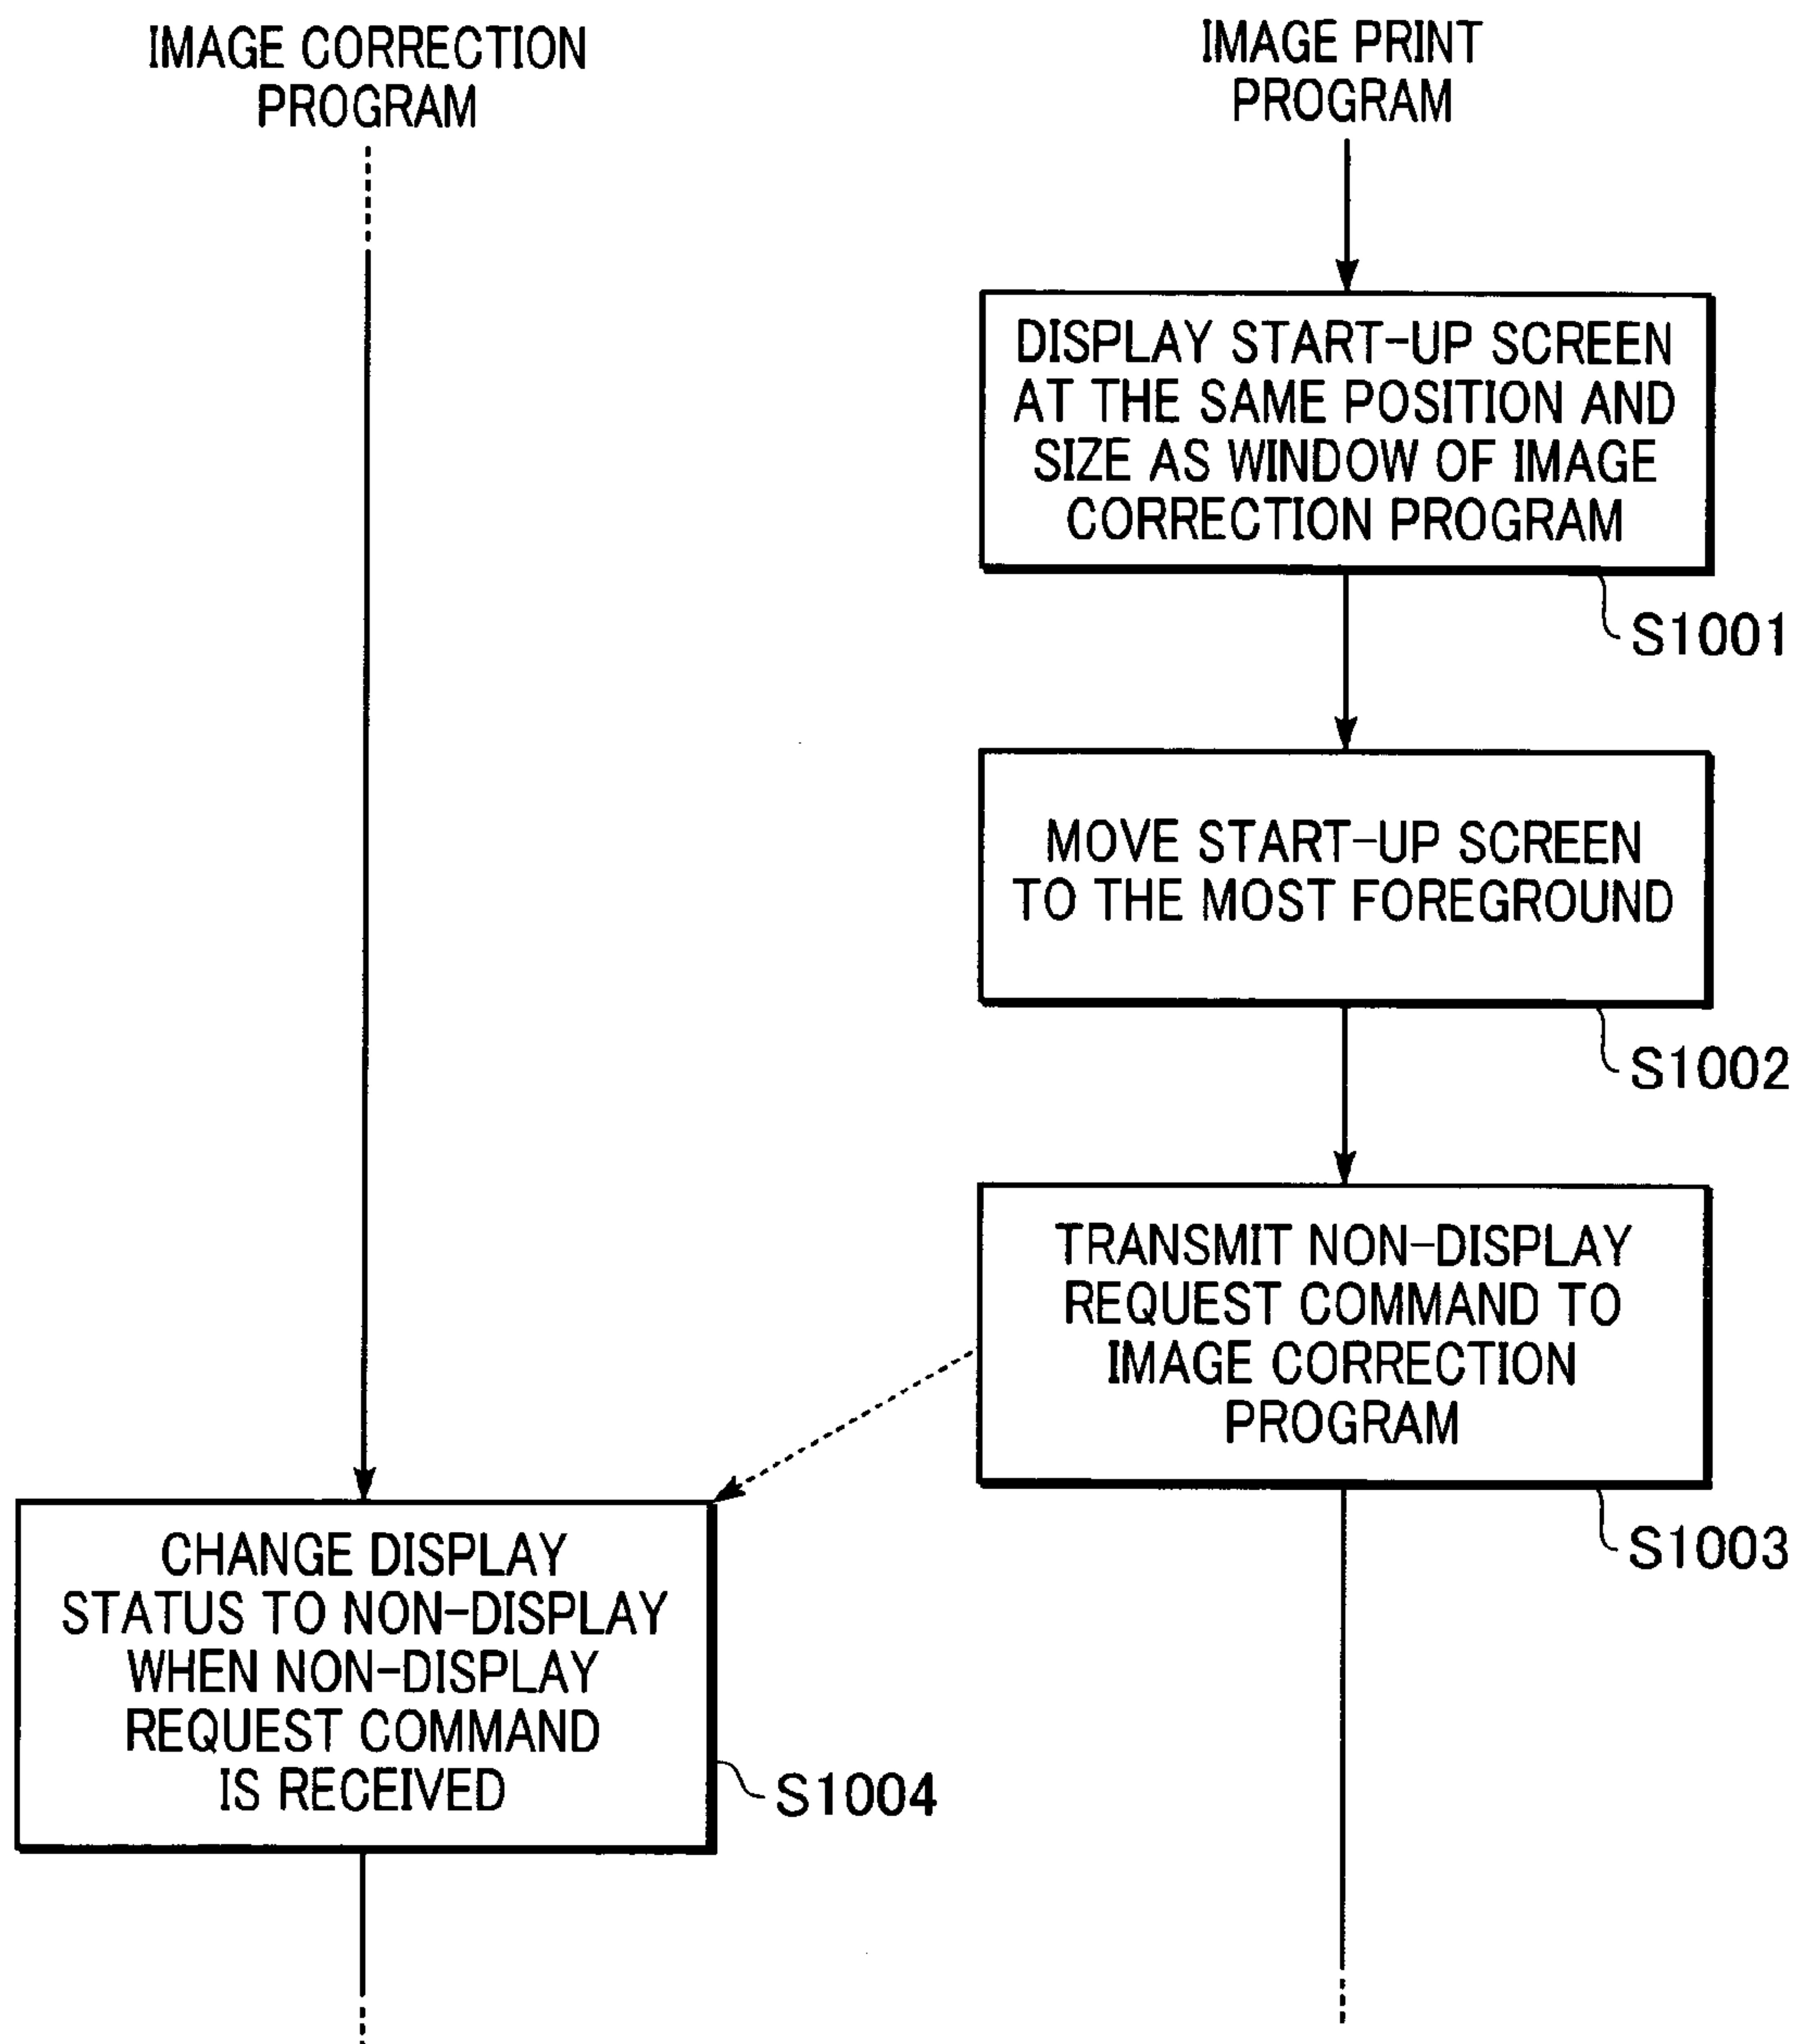 IMAGE CORRECTION
PROGRAM
IMAGE PRINT
PROGRAM
DISPLAY START-UP SCREEN
AT THE SAME POSITION AND
SIZE AS WINDOW OF IMAGE
CORRECTION PROGRAM
S1001
MOVE START-UP SCREEN
TO THE MOST FOREGROUND
S1002
TRANSMIT NON-DISPLAY
REQUEST COMMAND TO
IMAGE CORRECTION
PROGRAM
S1003
CHANGE DISPLAY
STATUS TO NON-DISPLAY
WHEN NON-DISPLAY
REQUEST COMMAND
IS RECEIVED
S1004